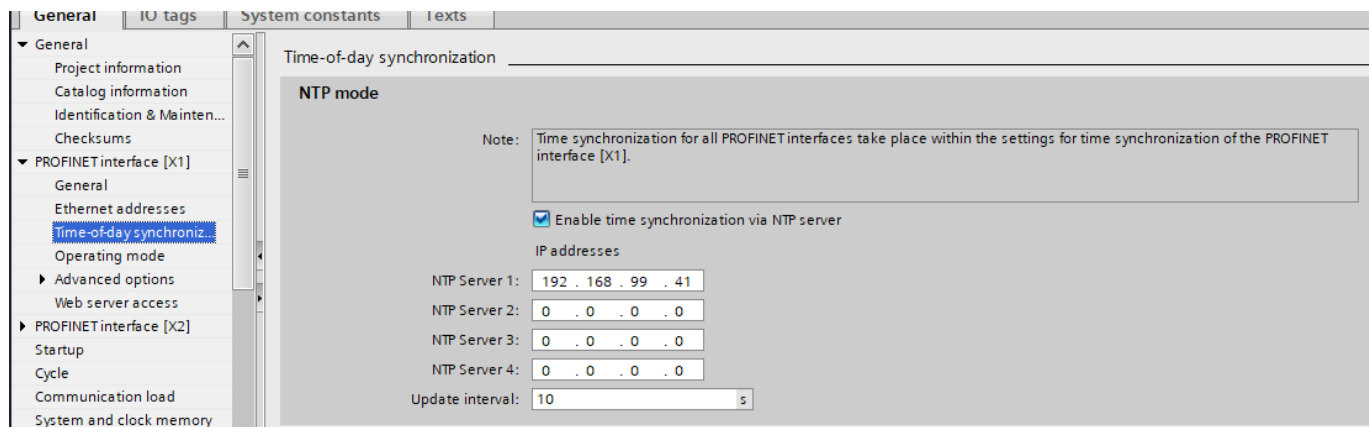 General IO tags System constants Texts
General
Project information
Catalog information
Identification & Mainten...
Checksums
PROFINET interface [X1]
General
Ethernet addresses
Time-of-day synchroniz...
Operating mode
Advanced options
Web server access
PROFINET interface [X2]
Startup
Cycle
Communication load
System and clock memory
Time-of-day synchronization
NTP mode
Note: Time synchronization for all PROFINET interfaces take place within the settings for time synchronization of the PROFINET
interface [X1].
Enable time synchronization via NTP server
IP addresses
NTP Server 1: 192 . 168 . 99 . 41
NTP Server 2: 0 . 0 . 0 . 0
NTP Server 3: 0 . 0 . 0 . 0
NTP Server 4: 0 . 0 . 0 . 0
Update interval: 10 s